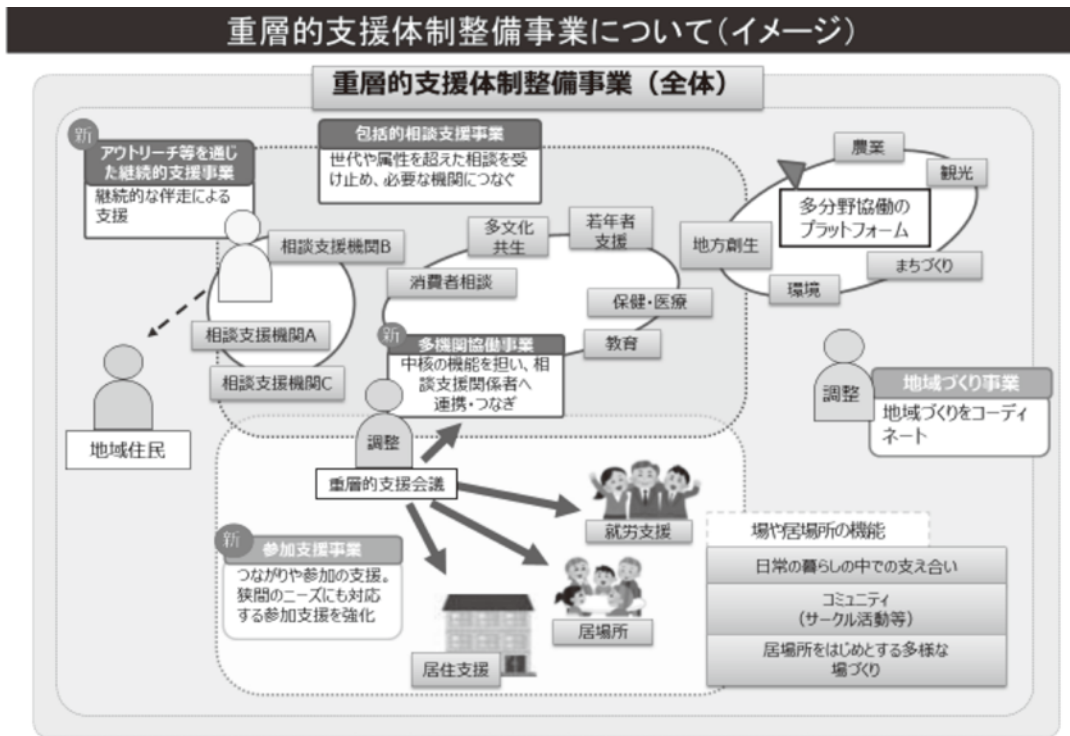 重層的支援体制整備事業について(イメージ)
重層的支援体制整備事業(全体)
新
アウトリーチ等を通じ
た継続的支援事業
継続的な伴走による
支援
包括的相談支援事業
世代や属性を超えた相談を受
け止め、必要な機関につなぐ
相談支援機関B
相談支援機関A
相談支援機関C
地域住民
多文化
共生
若年者
支援
消費者相談
保健・医療
教育
新
多機関協働事業
中核の機能を担い、相
談支援関係者へ
連携・つなぎ
農業
観光
多分野協働の
プラットフォーム
地方創生
まちづくり
環境
調整
地域づくり事業
地域づくりをコーディ
ネート
調整
重層的支援会議
新
参加支援事業
つながりや参加の支援。
狭間のニーズにも対応
する参加支援を強化
就労支援
居場所
居住支援
場や居場所の機能
日常の暮らしの中での支え合い
コミュニティ
(サークル活動等)
居場所をはじめとする多様な
場づくり